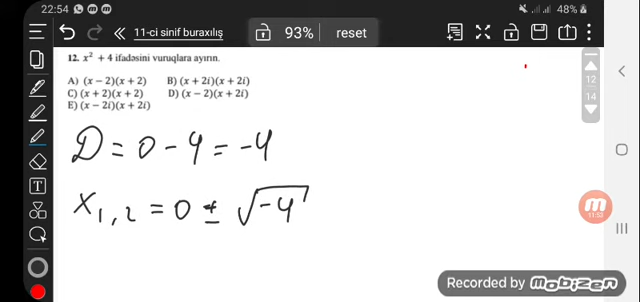 22:54 48%
11-ci sinif buraxılış 93% reset
12. x² + 4 ifadəsini vuruqlara ayırın.
A) (x − 2)(x + 2) B) (x + 2i)(x + 2i)
C) (x + 2)(x + 2) D) (x − 2)(x + 2i)
E) (x − 2i)(x + 2i)
D = 0 - 4 = -4
x₁,₂ = 0 ± √-4
12
14
T
11:53
Recorded by mobizen